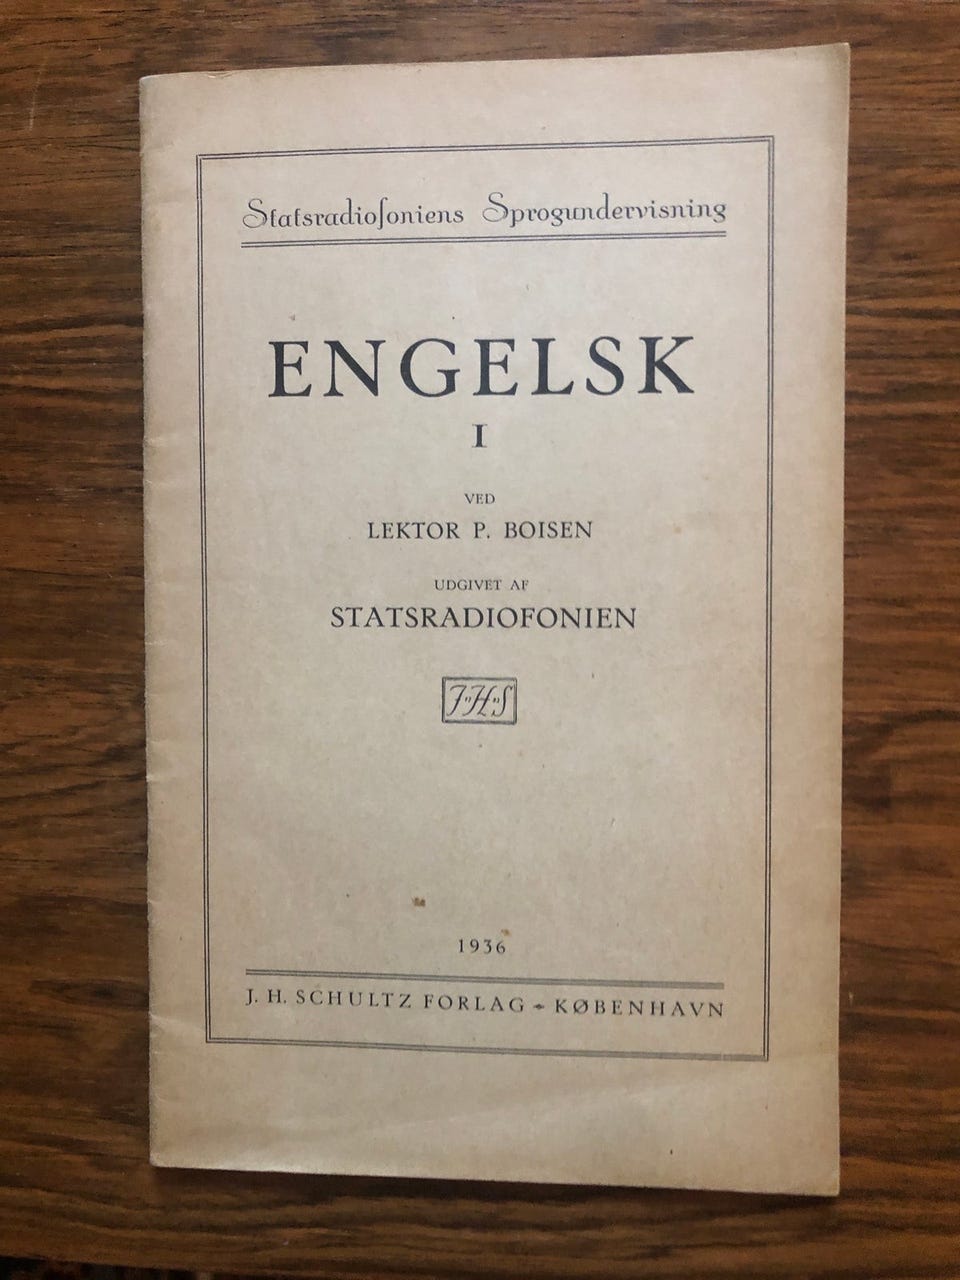 Statsradiofoniens Sprogundervisning
ENGELSK
I
VED
LEKTOR P. BOISEN
UDGIVET AF
STATSRADIOFONIEN
J·H·S
1936
J. H. SCHULTZ FORLAG - KØBENHAVN